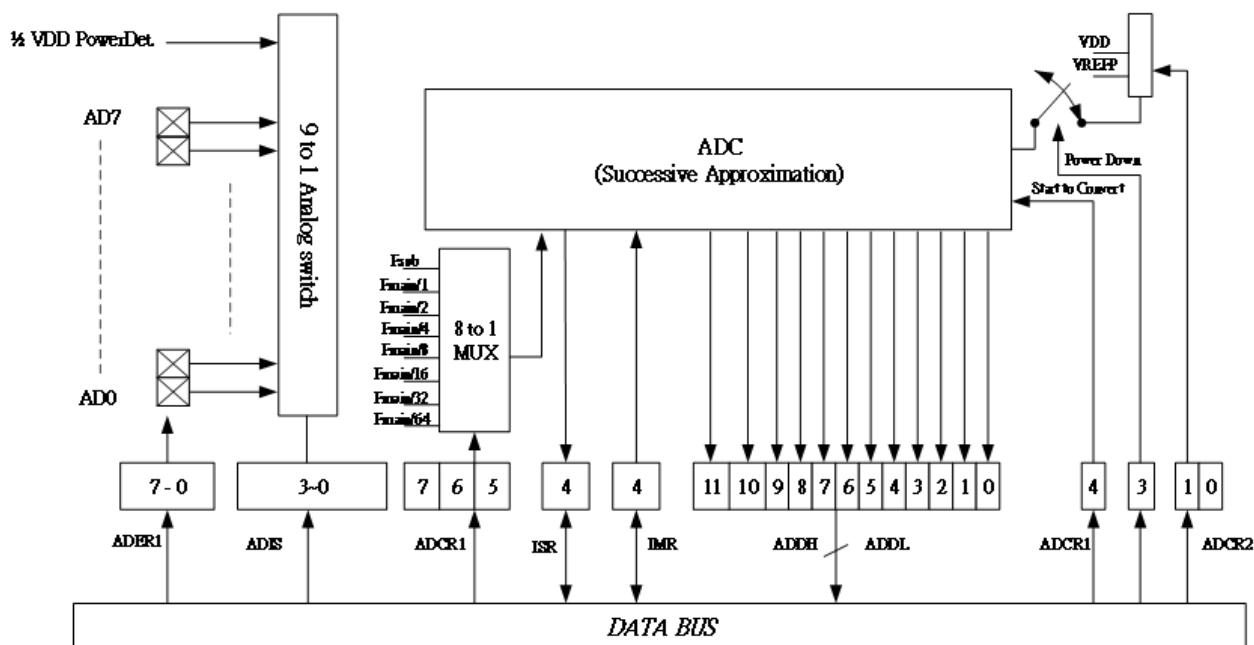 ½ VDD PowerDet.
VDD
VREFP
AD7
9 to 1 Analog switch
ADC
(Successive Approximation)
Power Down
Start to Convert
Fsub
Fmain/1
Fmain/2
Fmain/4
Fmain/8
Fmain/16
Fmain/32
Fmain/64
8 to 1
MUX
AD0
7 - 0
3~0
7 6 5
4
4
11 10 9 8 7 6 5 4 3 2 1 0
4
3
1 0
ADER1
ADIS
ADCR1
ISR
IMR
ADDH
ADDL
ADCR1
ADCR2
DATA BUS